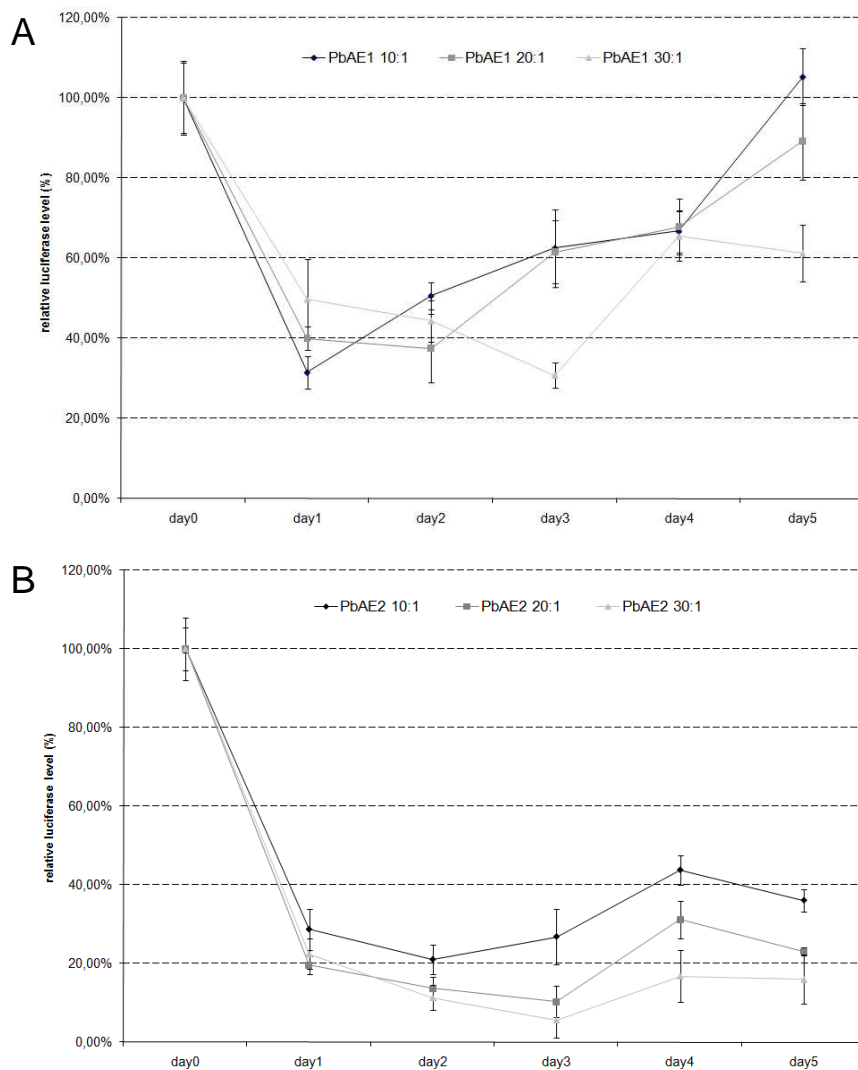 A
120,00%
PbAE1 10:1 PbAE1 20:1 PbAE1 30:1
100,00%
80,00%
60,00%
40,00%
20,00%
0,00%
relative luciferase level (%)
day0 day1 day2 day3 day4 day5
B
120,00%
PbAE2 10:1 PbAE2 20:1 PbAE2 30:1
100,00%
80,00%
60,00%
40,00%
20,00%
0,00%
relative luciferase level (%)
day0 day1 day2 day3 day4 day5